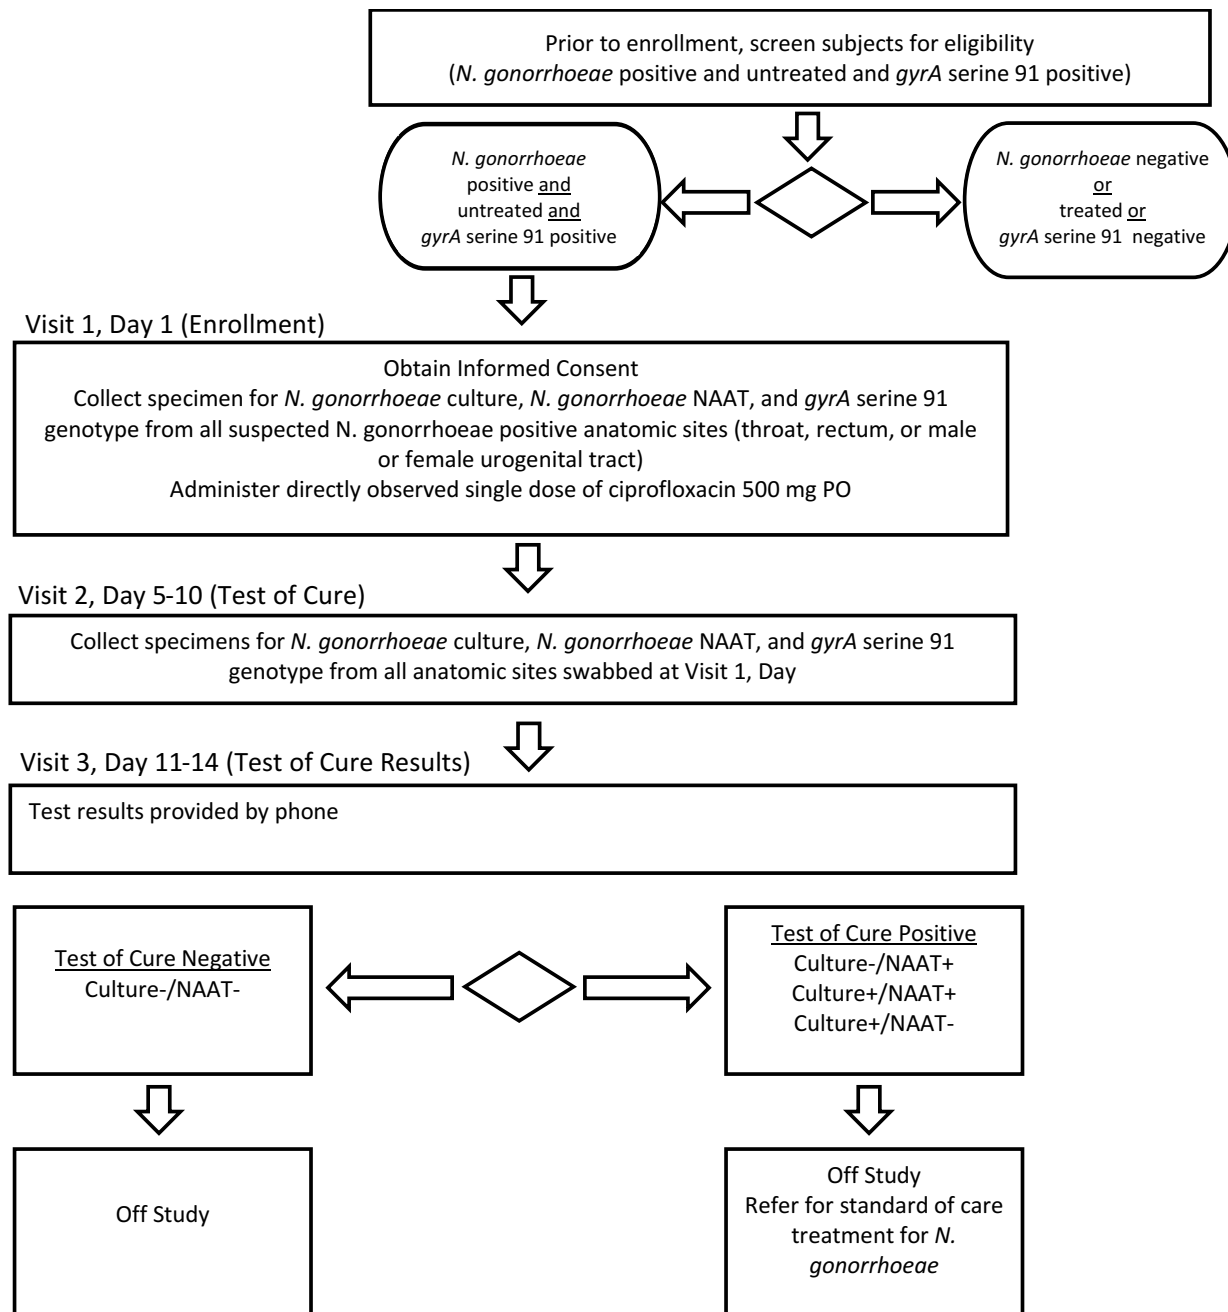 Prior to enrollment, screen subjects for eligibility
(N. gonorrhoeae positive and untreated and gyrA serine 91 positive)
N. gonorrhoeae
positive and
untreated and
gyrA serine 91 positive
N. gonorrhoeae negative
or
treated or
gyrA serine 91 negative
Visit 1, Day 1 (Enrollment)
Obtain Informed Consent
Collect specimen for N. gonorrhoeae culture, N. gonorrhoeae NAAT, and gyrA serine 91
genotype from all suspected N. gonorrhoeae positive anatomic sites (throat, rectum, or male
or female urogenital tract)
Administer directly observed single dose of ciprofloxacin 500 mg PO
Visit 2, Day 5-10 (Test of Cure)
Collect specimens for N. gonorrhoeae culture, N. gonorrhoeae NAAT, and gyrA serine 91
genotype from all anatomic sites swabbed at Visit 1, Day
Visit 3, Day 11-14 (Test of Cure Results)
Test results provided by phone
Test of Cure Negative
Culture-/NAAT-
Test of Cure Positive
Culture-/NAAT+
Culture+/NAAT+
Culture+/NAAT-
Off Study
Off Study
Refer for standard of care
treatment for N.
gonorrhoeae